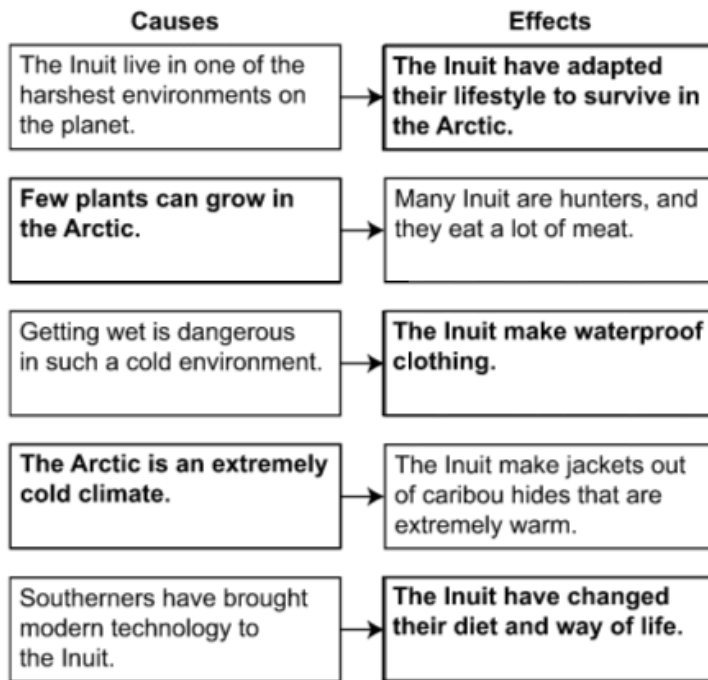 Causes
Effects
The Inuit live in one of the
harshest environments on
the planet.
The Inuit have adapted
their lifestyle to survive in
the Arctic.
Few plants can grow in
the Arctic.
Many Inuit are hunters, and
they eat a lot of meat.
Getting wet is dangerous
in such a cold environment.
The Inuit make waterproof
clothing.
The Arctic is an extremely
cold climate.
The Inuit make jackets out
of caribou hides that are
extremely warm.
Southerners have brought
modern technology to
the Inuit.
The Inuit have changed
their diet and way of life.